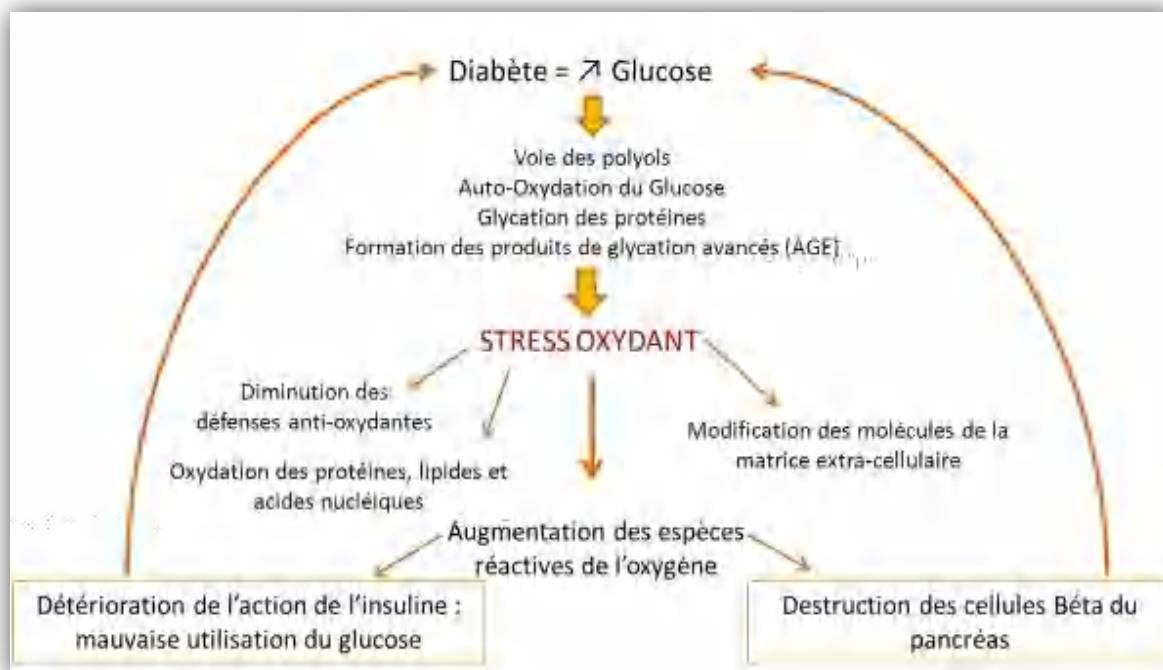 Diabète = ↗ Glucose
Voie des polyols
Auto-Oxydation du Glucose
Glycation des protéines
Formation des produits de glycation avancés (AGE)
STRESS OXYDANT
Diminution des
défenses anti-oxydantes
Oxydation des protéines, lipides et
acides nucléiques
Modification des molécules de la
matrice extra-cellulaire
Augmentation des espèces
réactives de l'oxygène
Détérioration de l'action de l'insuline :
mauvaise utilisation du glucose
Destruction des cellules Béta du
pancréas